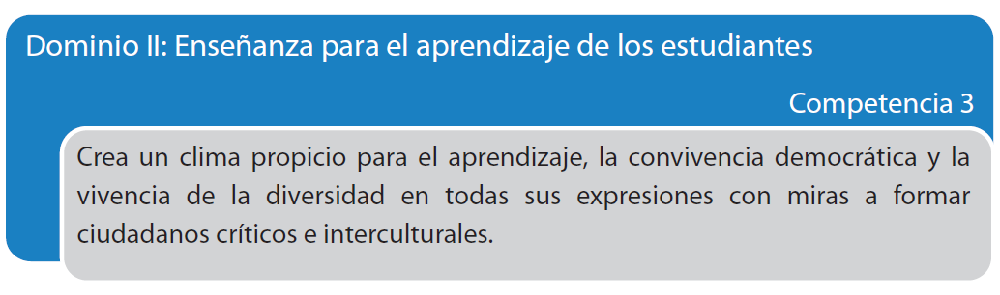 Dominio II: Enseñanza para el aprendizaje de los estudiantes
Competencia 3
Crea un clima propicio para el aprendizaje, la convivencia democrática y la
vivencia de la diversidad en todas sus expresiones con miras a formar
ciudadanos críticos e interculturales.